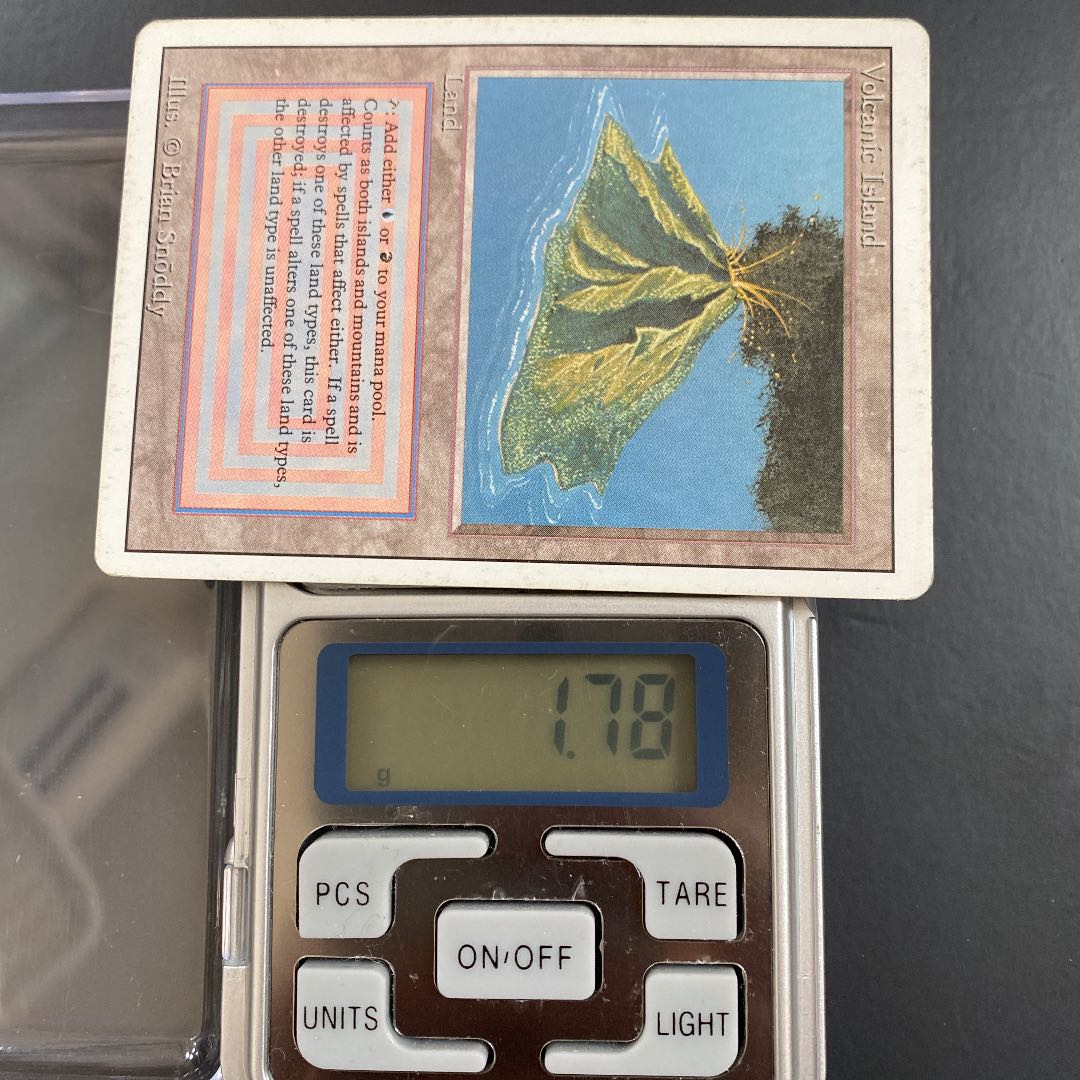 Volcanic Island
Land
: Add either or to your mana pool.
Counts as both islands and mountains and is
affected by spells that affect either. If a spell
destroys one of these land types, this card is
destroyed; if a spell alters one of these land types,
the other land type is unaffected.
Illus. © Brian Snōddy
1.78
g
PCS
TARE
ON/OFF
UNITS
LIGHT